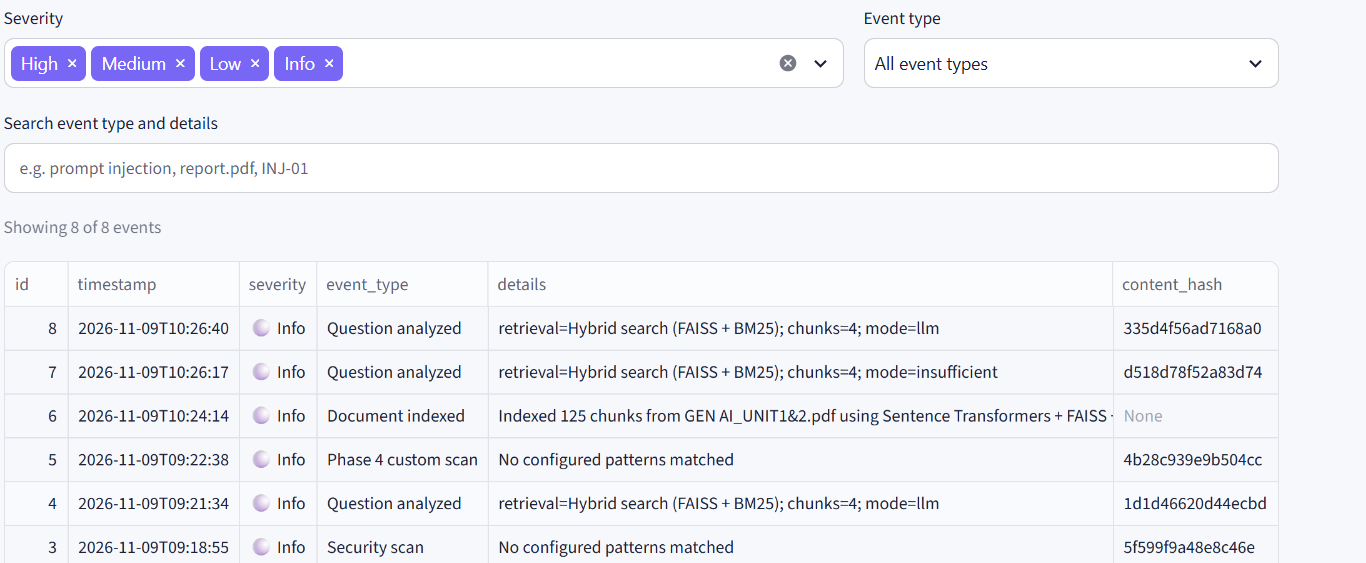 Severity Event type
High × Medium × Low × Info × All event types
Search event type and details
e.g. prompt injection, report.pdf, INJ-01
Showing 8 of 8 events
id timestamp severity event_type details content_hash
8 2026-11-09T10:26:40 Info Question analyzed retrieval=Hybrid search (FAISS + BM25); chunks=4; mode=llm 335d4f56ad7168a0
7 2026-11-09T10:26:17 Info Question analyzed retrieval=Hybrid search (FAISS + BM25); chunks=4; mode=insufficient d518d78f52a83d74
6 2026-11-09T10:24:14 Info Document indexed Indexed 125 chunks from GEN AI_UNIT1&2.pdf using Sentence Transformers + FAISS None
5 2026-11-09T09:22:38 Info Phase 4 custom scan No configured patterns matched 4b28c939e9b504cc
4 2026-11-09T09:21:34 Info Question analyzed retrieval=Hybrid search (FAISS + BM25); chunks=4; mode=llm 1d1d46620d44ecbd
3 2026-11-09T09:18:55 Info Security scan No configured patterns matched 5f599f9a48e8c46e